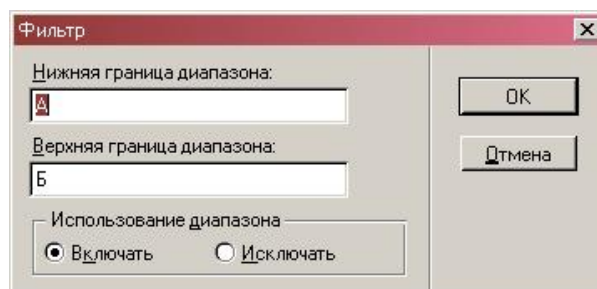 Фильтр
Нижняя граница диапазона:
А
OK
Верхняя граница диапазона:
Отмена
Б
Использование диапазона
Включать Исключать